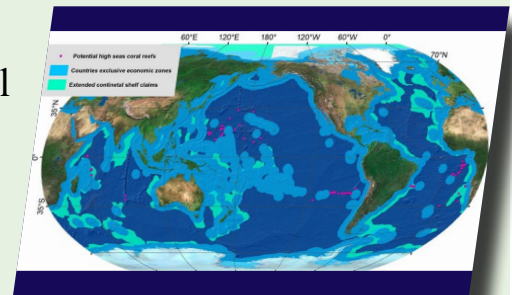 l
60°E 120°E 180° 120°W 60°W 0°
70°N
Potential high seas coral reefs
Countries exclusive economic zones
Extended continetal shelf claims
35°N
0°
35°S